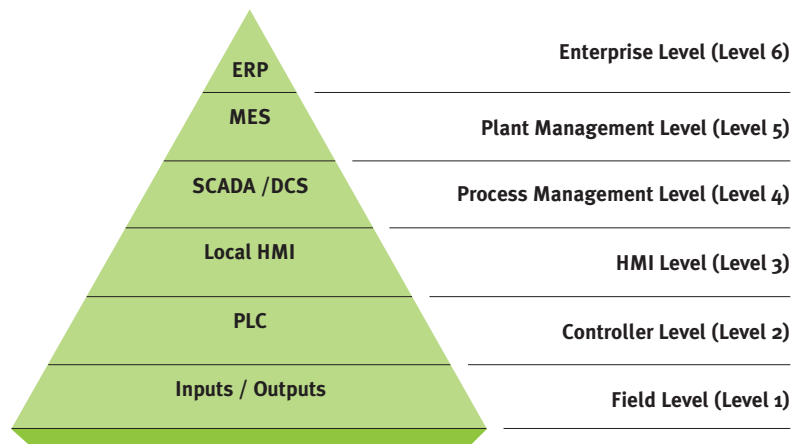 ERP
Enterprise Level (Level 6)
MES
Plant Management Level (Level 5)
SCADA /DCS
Process Management Level (Level 4)
Local HMI
HMI Level (Level 3)
PLC
Controller Level (Level 2)
Inputs / Outputs
Field Level (Level 1)